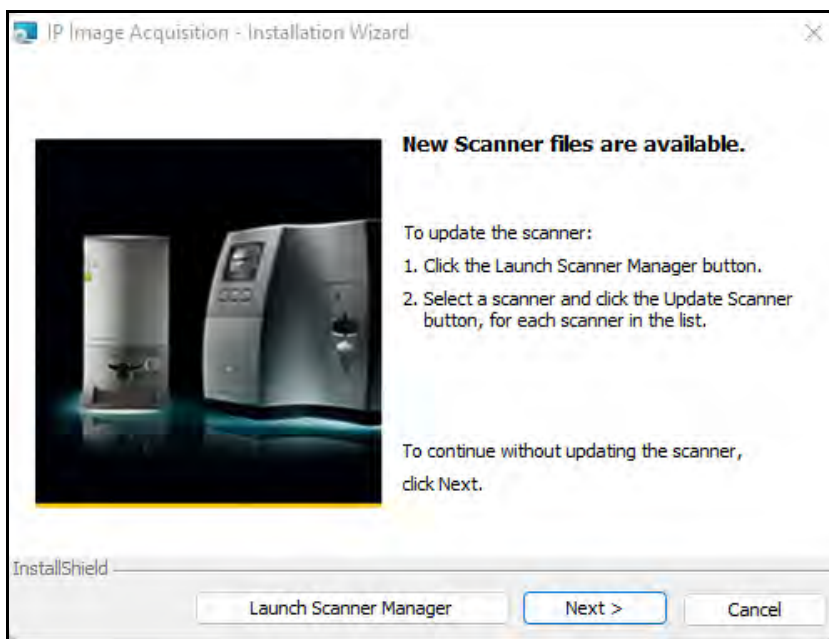 IP Image Acquisition - Installation Wizard
New Scanner files are available.
To update the scanner:
1. Click the Launch Scanner Manager button.
2. Select a scanner and click the Update Scanner
button, for each scanner in the list.
To continue without updating the scanner,
click Next.
InstallShield
Launch Scanner Manager
Next >
Cancel